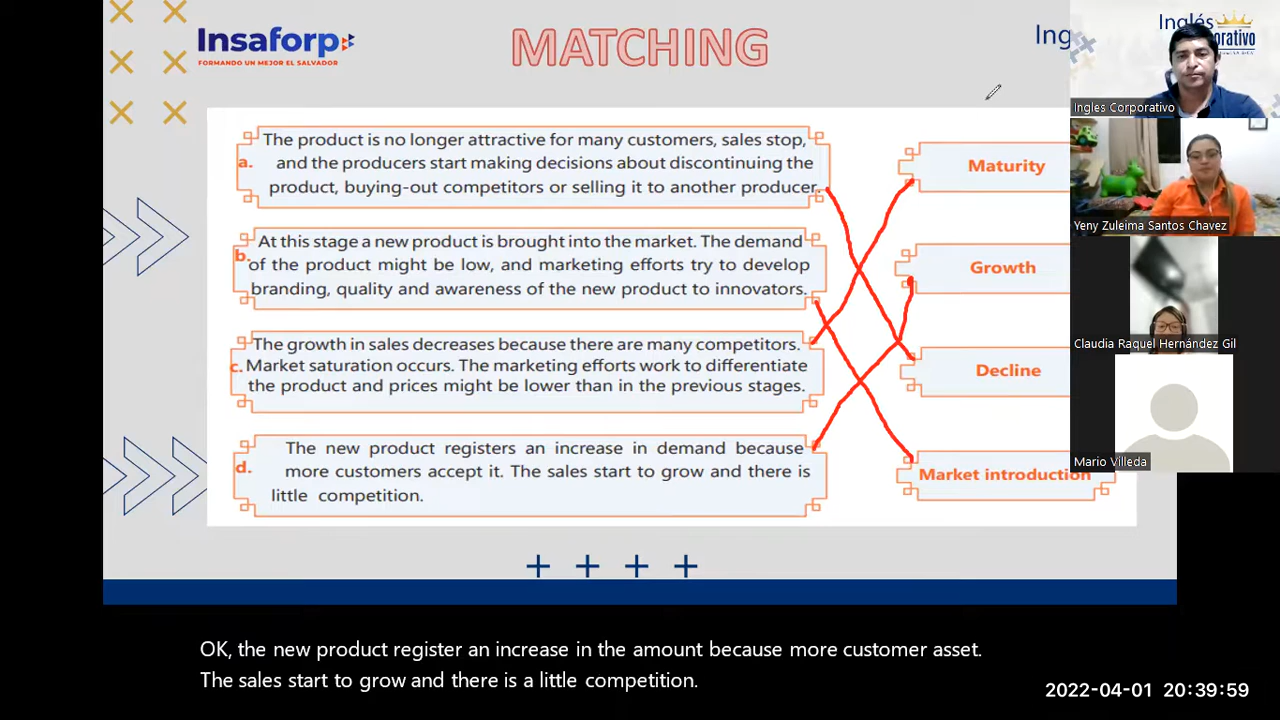 Insaforp
FORMANDO UN MEJOR EL SALVADOR
MATCHING
Inglés
Ingles Corporativo
Yeny Zuleima Santos Chavez
Claudia Raquel Hernández Gil
Mario Villeda
a.
The product is no longer attractive for many customers, sales stop,
and the producers start making decisions about discontinuing the
product, buying-out competitors or selling it to another producer.
Maturity
b.
At this stage a new product is brought into the market. The demand
of the product might be low, and marketing efforts try to develop
branding, quality and awareness of the new product to innovators.
Growth
c.
The growth in sales decreases because there are many competitors.
Market saturation occurs. The marketing efforts work to differentiate
the product and prices might be lower than in the previous stages.
Decline
d.
The new product registers an increase in demand because
more customers accept it. The sales start to grow and there is
little competition.
Market introduction
OK, the new product register an increase in the amount because more customer asset.
The sales start to grow and there is a little competition.
2022-04-01 20:39:59